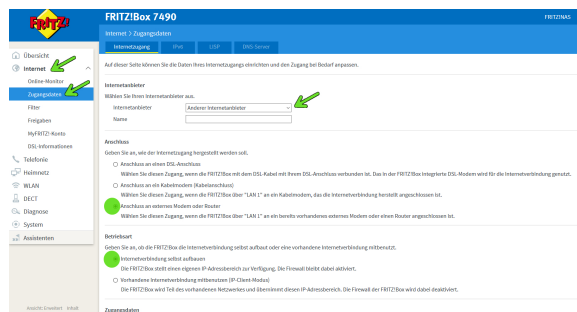 FRITZ!
FRITZ!Box 7490
FRITZ!NAS
Internet > Zugangsdaten
Internetzugang IPv6 LISP DNS-Server
Auf dieser Seite können Sie die Daten Ihres Internetzugangs einrichten und den Zugang bei Bedarf anpassen.
Übersicht
Internet
Online-Monitor
Zugangsdaten
Filter
Freigaben
MyFRITZ!-Konto
DSL-Informationen
Telefonie
Heimnetz
WLAN
DECT
Diagnose
System
Assistenten
Ansicht: Erweitert Inhalt
Internetanbieter
Wählen Sie Ihren Internetanbieter aus.
Internetanbieter Anderer Internetanbieter
Name
Anschluss
Geben Sie an, wie der Internetzugang hergestellt werden soll.
Anschluss an einen DSL-Anschluss
Wählen Sie diesen Zugang, wenn die FRITZ!Box mit dem DSL-Kabel mit Ihrem DSL-Anschluss verbunden ist. Das in der FRITZ!Box integrierte DSL-Modem wird für die Internetverbindung genutzt.
Anschluss an ein Kabelmodem (Kabelanschluss)
Wählen Sie diesen Zugang, wenn die FRITZ!Box über "LAN 1" an ein Kabelmodem, das die Internetverbindung herstellt angeschlossen ist.
Anschluss an externes Modem oder Router
Wählen Sie diesen Zugang, wenn die FRITZ!Box über "LAN 1" an ein bereits vorhandenes externes Modem oder einen Router angeschlossen ist.
Betriebsart
Geben Sie an, ob die FRITZ!Box die Internetverbindung selbst aufbaut oder eine vorhandene Internetverbindung mitbenutzt.
Internetverbindung selbst aufbauen
Die FRITZ!Box stellt einen eigenen IP-Adressbereich zur Verfügung. Die Firewall bleibt dabei aktiviert.
Vorhandene Internetverbindung mitbenutzen (IP-Client-Modus)
Die FRITZ!Box wird Teil des vorhandenen Netzwerkes und übernimmt diesen IP-Adressbereich. Die Firewall der FRITZ!Box wird dabei deaktiviert.
Zugangsdaten